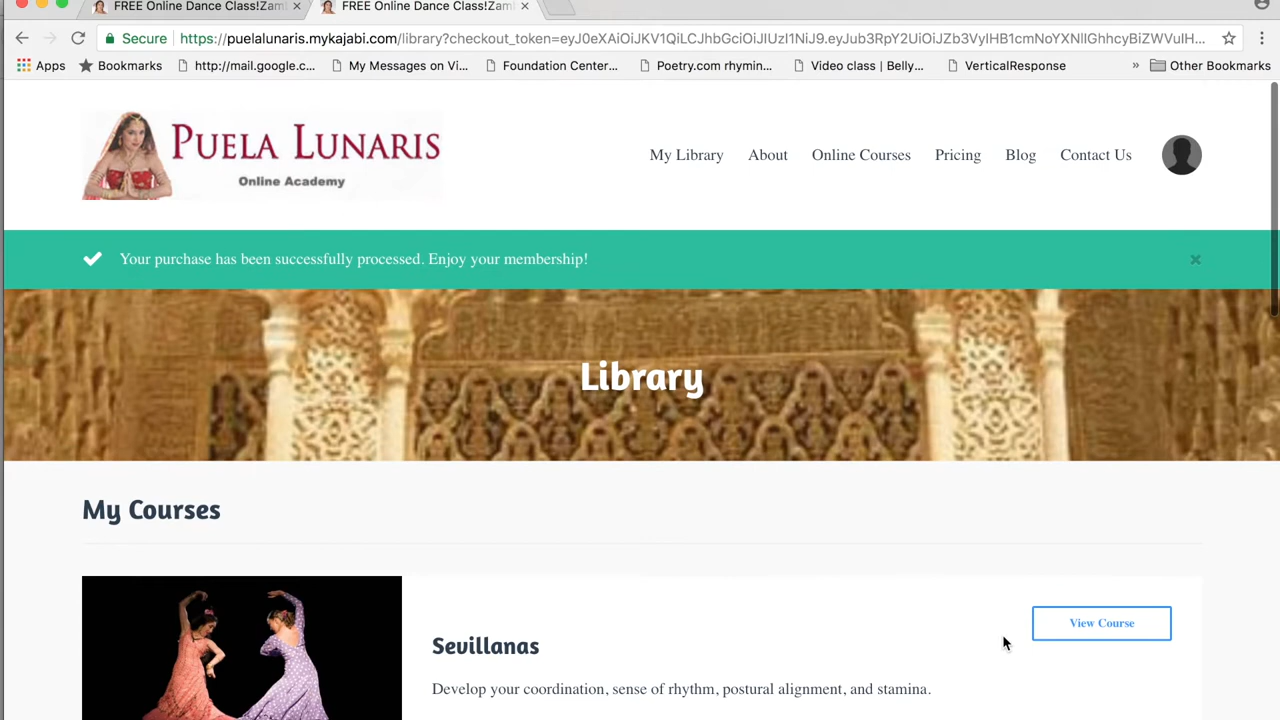 FREE Online Dance Class!Zam
FREE Online Dance Class!Zam
Secure https://puelalunaris.mykajabi.com/library?checkout_token=
Apps Bookmarks http://mail.google.c... My Messages on Vi... Foundation Center... Poetry.com rhymin... Video class | Belly... VerticalResponse » Other Bookmarks
PUELA LUNARIS
Online Academy
My Library About Online Courses Pricing Blog Contact Us
Your purchase has been successfully processed. Enjoy your membership! ×
Library
My Courses
View Course
Sevillanas
Develop your coordination, sense of rhythm, postural alignment, and stamina.